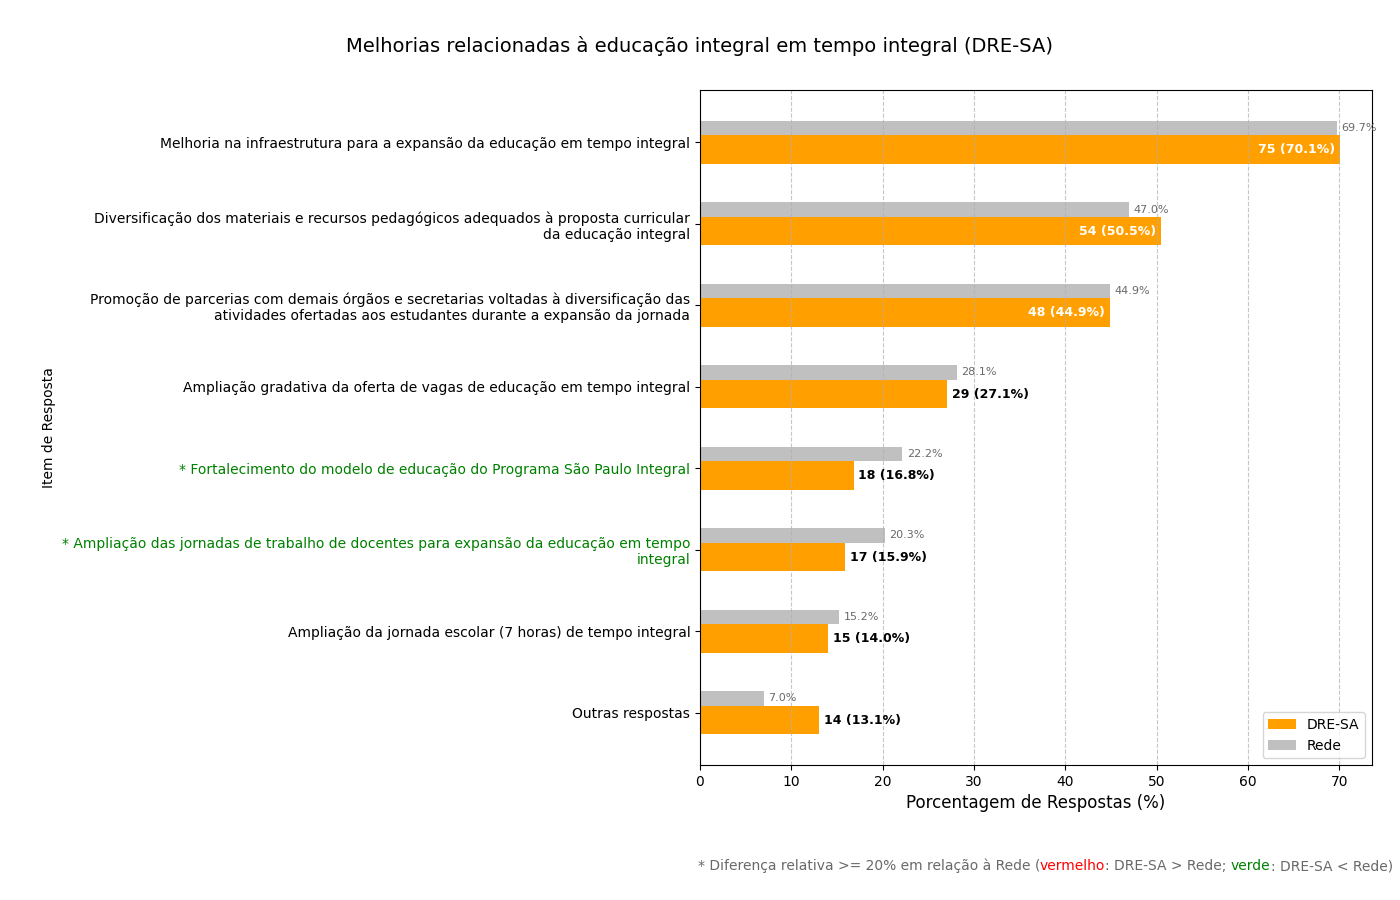 Melhorias relacionadas à educação integral em tempo integral (DRE-SA)
Item de Resposta
Melhoria na infraestrutura para a expansão da educação em tempo integral
69.7%
75 (70.1%)
Diversificação dos materiais e recursos pedagógicos adequados à proposta curricular
da educação integral
47.0%
54 (50.5%)
Promoção de parcerias com demais órgãos e secretarias voltadas à diversificação das
atividades ofertadas aos estudantes durante a expansão da jornada
44.9%
48 (44.9%)
Ampliação gradativa da oferta de vagas de educação em tempo integral
28.1%
29 (27.1%)
* Fortalecimento do modelo de educação do Programa São Paulo Integral
22.2%
18 (16.8%)
* Ampliação das jornadas de trabalho de docentes para expansão da educação em tempo
integral
20.3%
17 (15.9%)
Ampliação da jornada escolar (7 horas) de tempo integral
15.2%
15 (14.0%)
Outras respostas
7.0%
14 (13.1%)
DRE-SA
Rede
0 10 20 30 40 50 60 70
Porcentagem de Respostas (%)
* Diferença relativa >= 20% em relação à Rede (vermelho: DRE-SA > Rede; verde: DRE-SA < Rede)